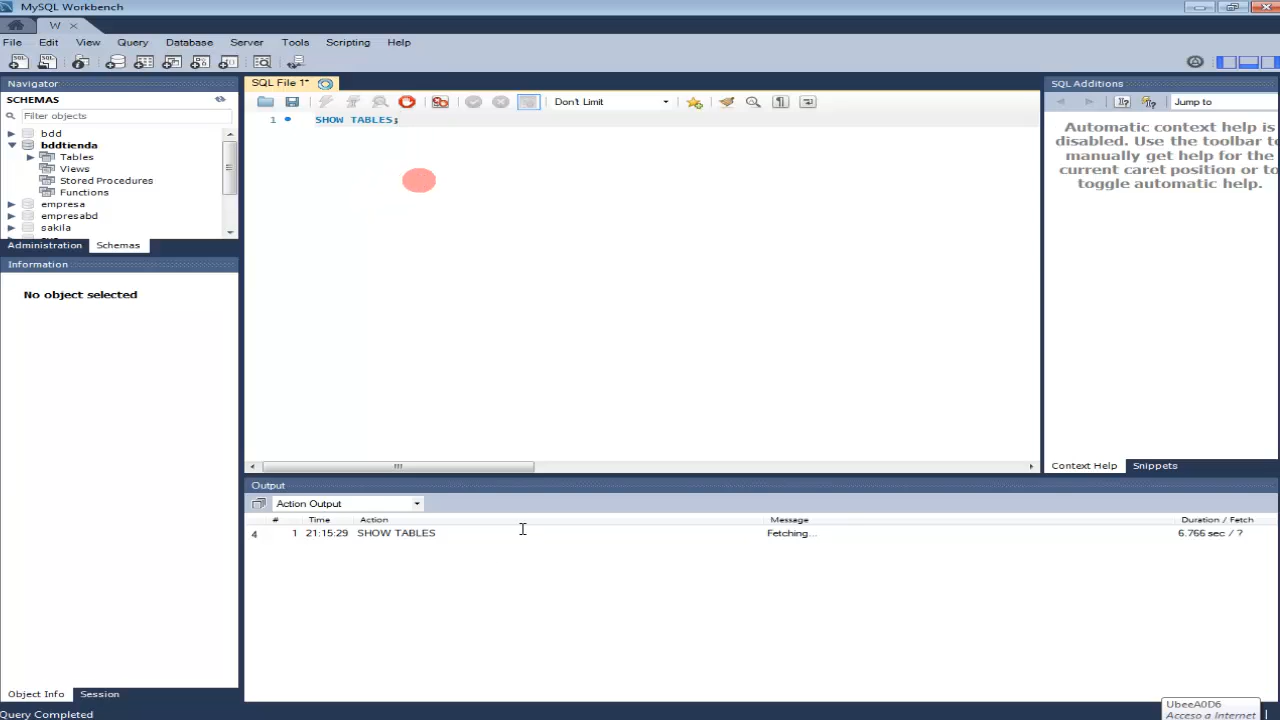 MySQL Workbench
W
File Edit View Query Database Server Tools Scripting Help
Navigator
SCHEMAS
Filter objects
bdd
bddtienda
Tables
Views
Stored Procedures
Functions
empresa
empresabd
sakila
Administration Schemas
Information
No object selected
Object Info Session
Query Completed
SQL File 1*
Don't Limit
1 SHOW TABLES;
Output
Action Output
# Time Action Message Duration / Fetch
4 1 21:15:29 SHOW TABLES Fetching... 6.766 sec / ?
SQL Additions
Jump to
Automatic context help is
disabled. Use the toolbar to
manually get help for the
current caret position or to
toggle automatic help.
Context Help Snippets
UbeeA0D6
Acceso a Internet